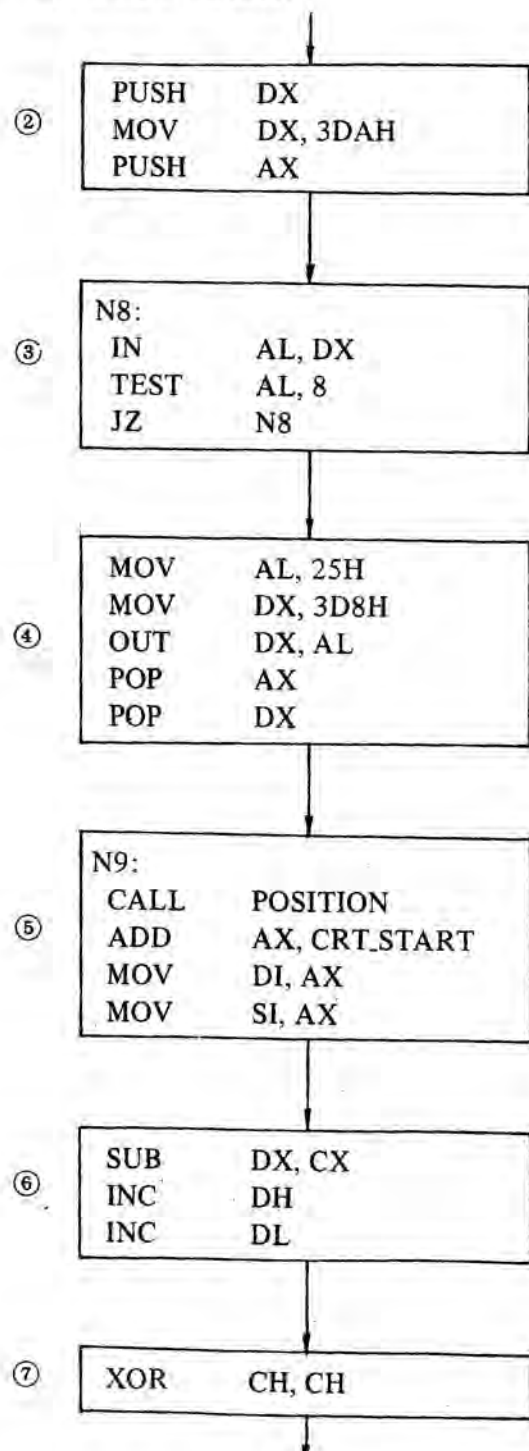 ②
PUSH DX
MOV DX, 3DAH
PUSH AX
③
N8:
IN AL, DX
TEST AL, 8
JZ N8
④
MOV AL, 25H
MOV DX, 3D8H
OUT DX, AL
POP AX
POP DX
⑤
N9:
CALL POSITION
ADD AX, CRT_START
MOV DI, AX
MOV SI, AX
⑥
SUB DX, CX
INC DH
INC DL
⑦
XOR CH, CH